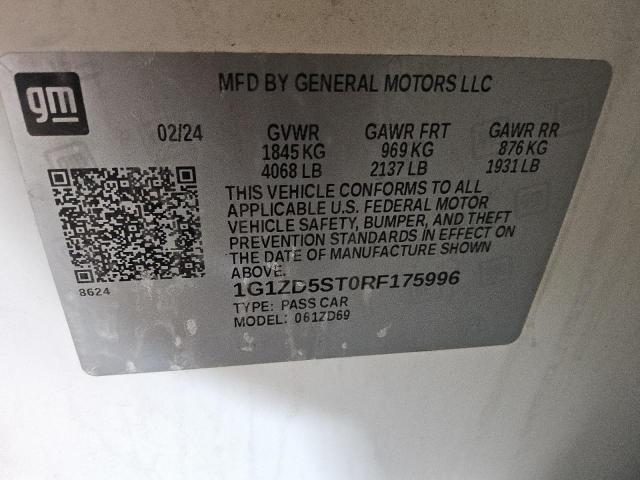 gm
MFD BY GENERAL MOTORS LLC
02/24 GVWR GAWR FRT GAWR RR
1845 KG 969 KG 876 KG
4068 LB 2137 LB 1931 LB
THIS VEHICLE CONFORMS TO ALL
APPLICABLE U.S. FEDERAL MOTOR
VEHICLE SAFETY, BUMPER, AND THEFT
PREVENTION STANDARDS IN EFFECT ON
THE DATE OF MANUFACTURE SHOWN
ABOVE.
8624
1G1ZD5ST0RF175996
TYPE: PASS CAR
MODEL: 061ZD69